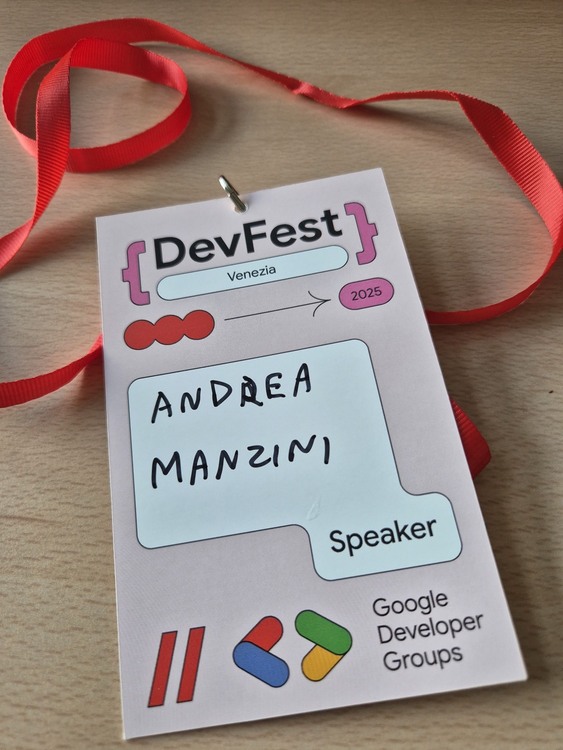 {DevFest}
Venezia
2025
ANDREA
MANZINI
Speaker
//
Google
Developer
Groups